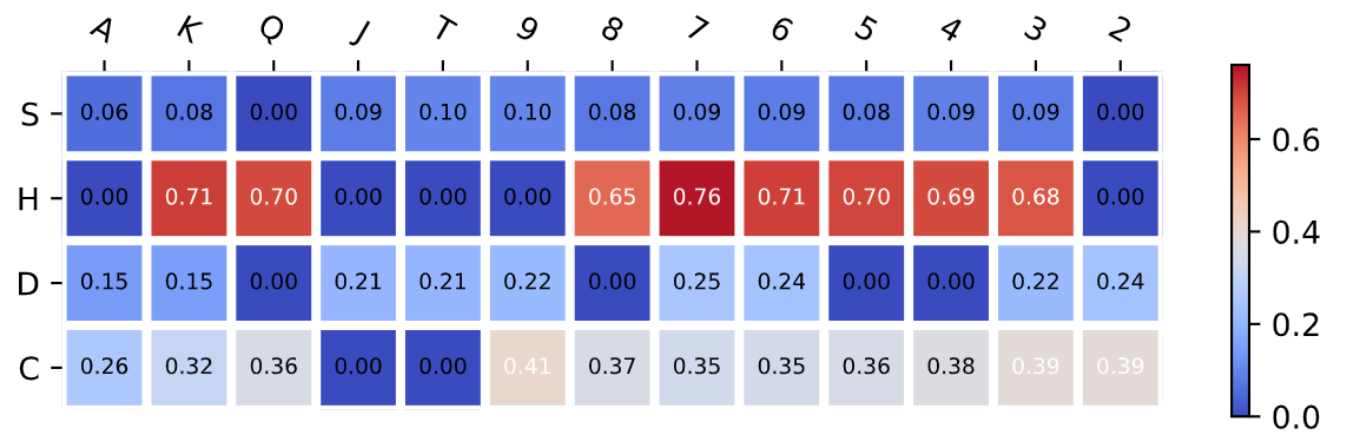 A K Q J T 9 8 7 6 5 4 3 2
S 0.06 0.08 0.00 0.09 0.10 0.10 0.08 0.09 0.09 0.08 0.09 0.09 0.00
H 0.00 0.71 0.70 0.00 0.00 0.00 0.65 0.76 0.71 0.70 0.69 0.68 0.00
D 0.15 0.15 0.00 0.21 0.21 0.22 0.00 0.25 0.24 0.00 0.00 0.22 0.24
C 0.26 0.32 0.36 0.00 0.00 0.41 0.37 0.35 0.35 0.36 0.38 0.39 0.39
0.6
0.4
0.2
0.0